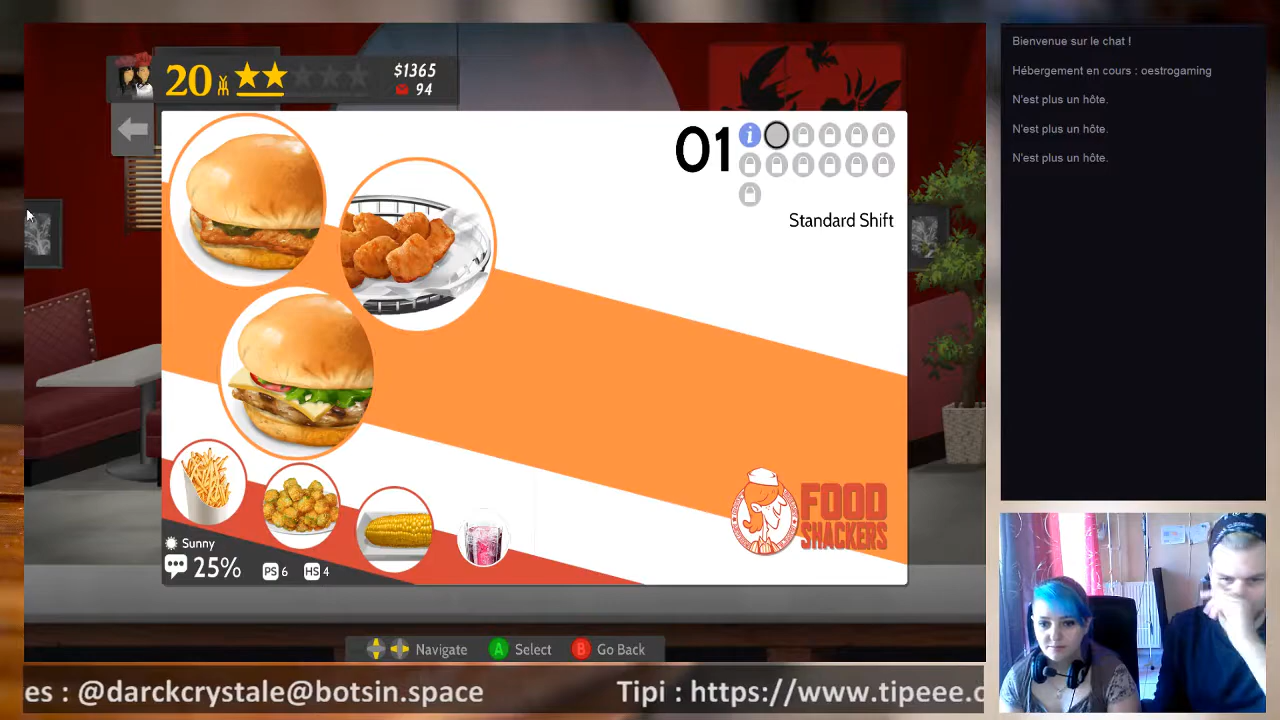 20
$1365
94
01
i
Standard Shift
FOOD
SHACKERS
Sunny
25%
PS 6
HS 4
Navigate
A Select
B Go Back
es : @darckcrystale@botsin.space
Tipi : https://www.tipeee.c
Bienvenue sur le chat !
Hébergement en cours : oestrogaming
N'est plus un hôte.
N'est plus un hôte.
N'est plus un hôte.